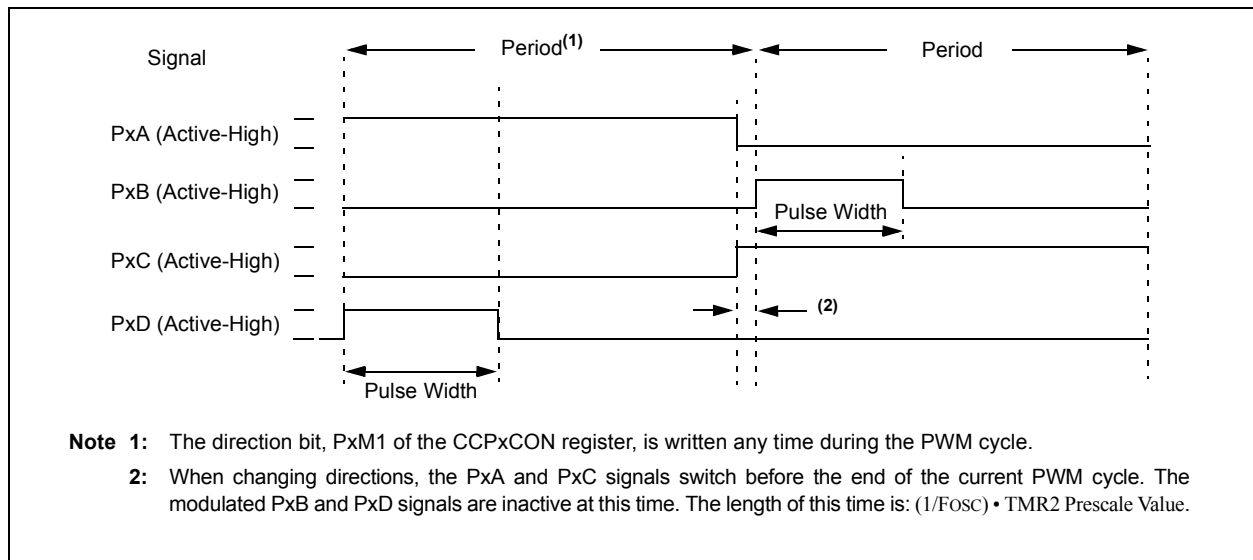 Signal
Period(1)
Period
PxA (Active-High)
PxB (Active-High)
Pulse Width
PxC (Active-High)
(2)
PxD (Active-High)
Pulse Width
Note 1: The direction bit, PxM1 of the CCPxCON register, is written any time during the PWM cycle.
2: When changing directions, the PxA and PxC signals switch before the end of the current PWM cycle. The
modulated PxB and PxD signals are inactive at this time. The length of this time is: (1/FOSC) • TMR2 Prescale Value.